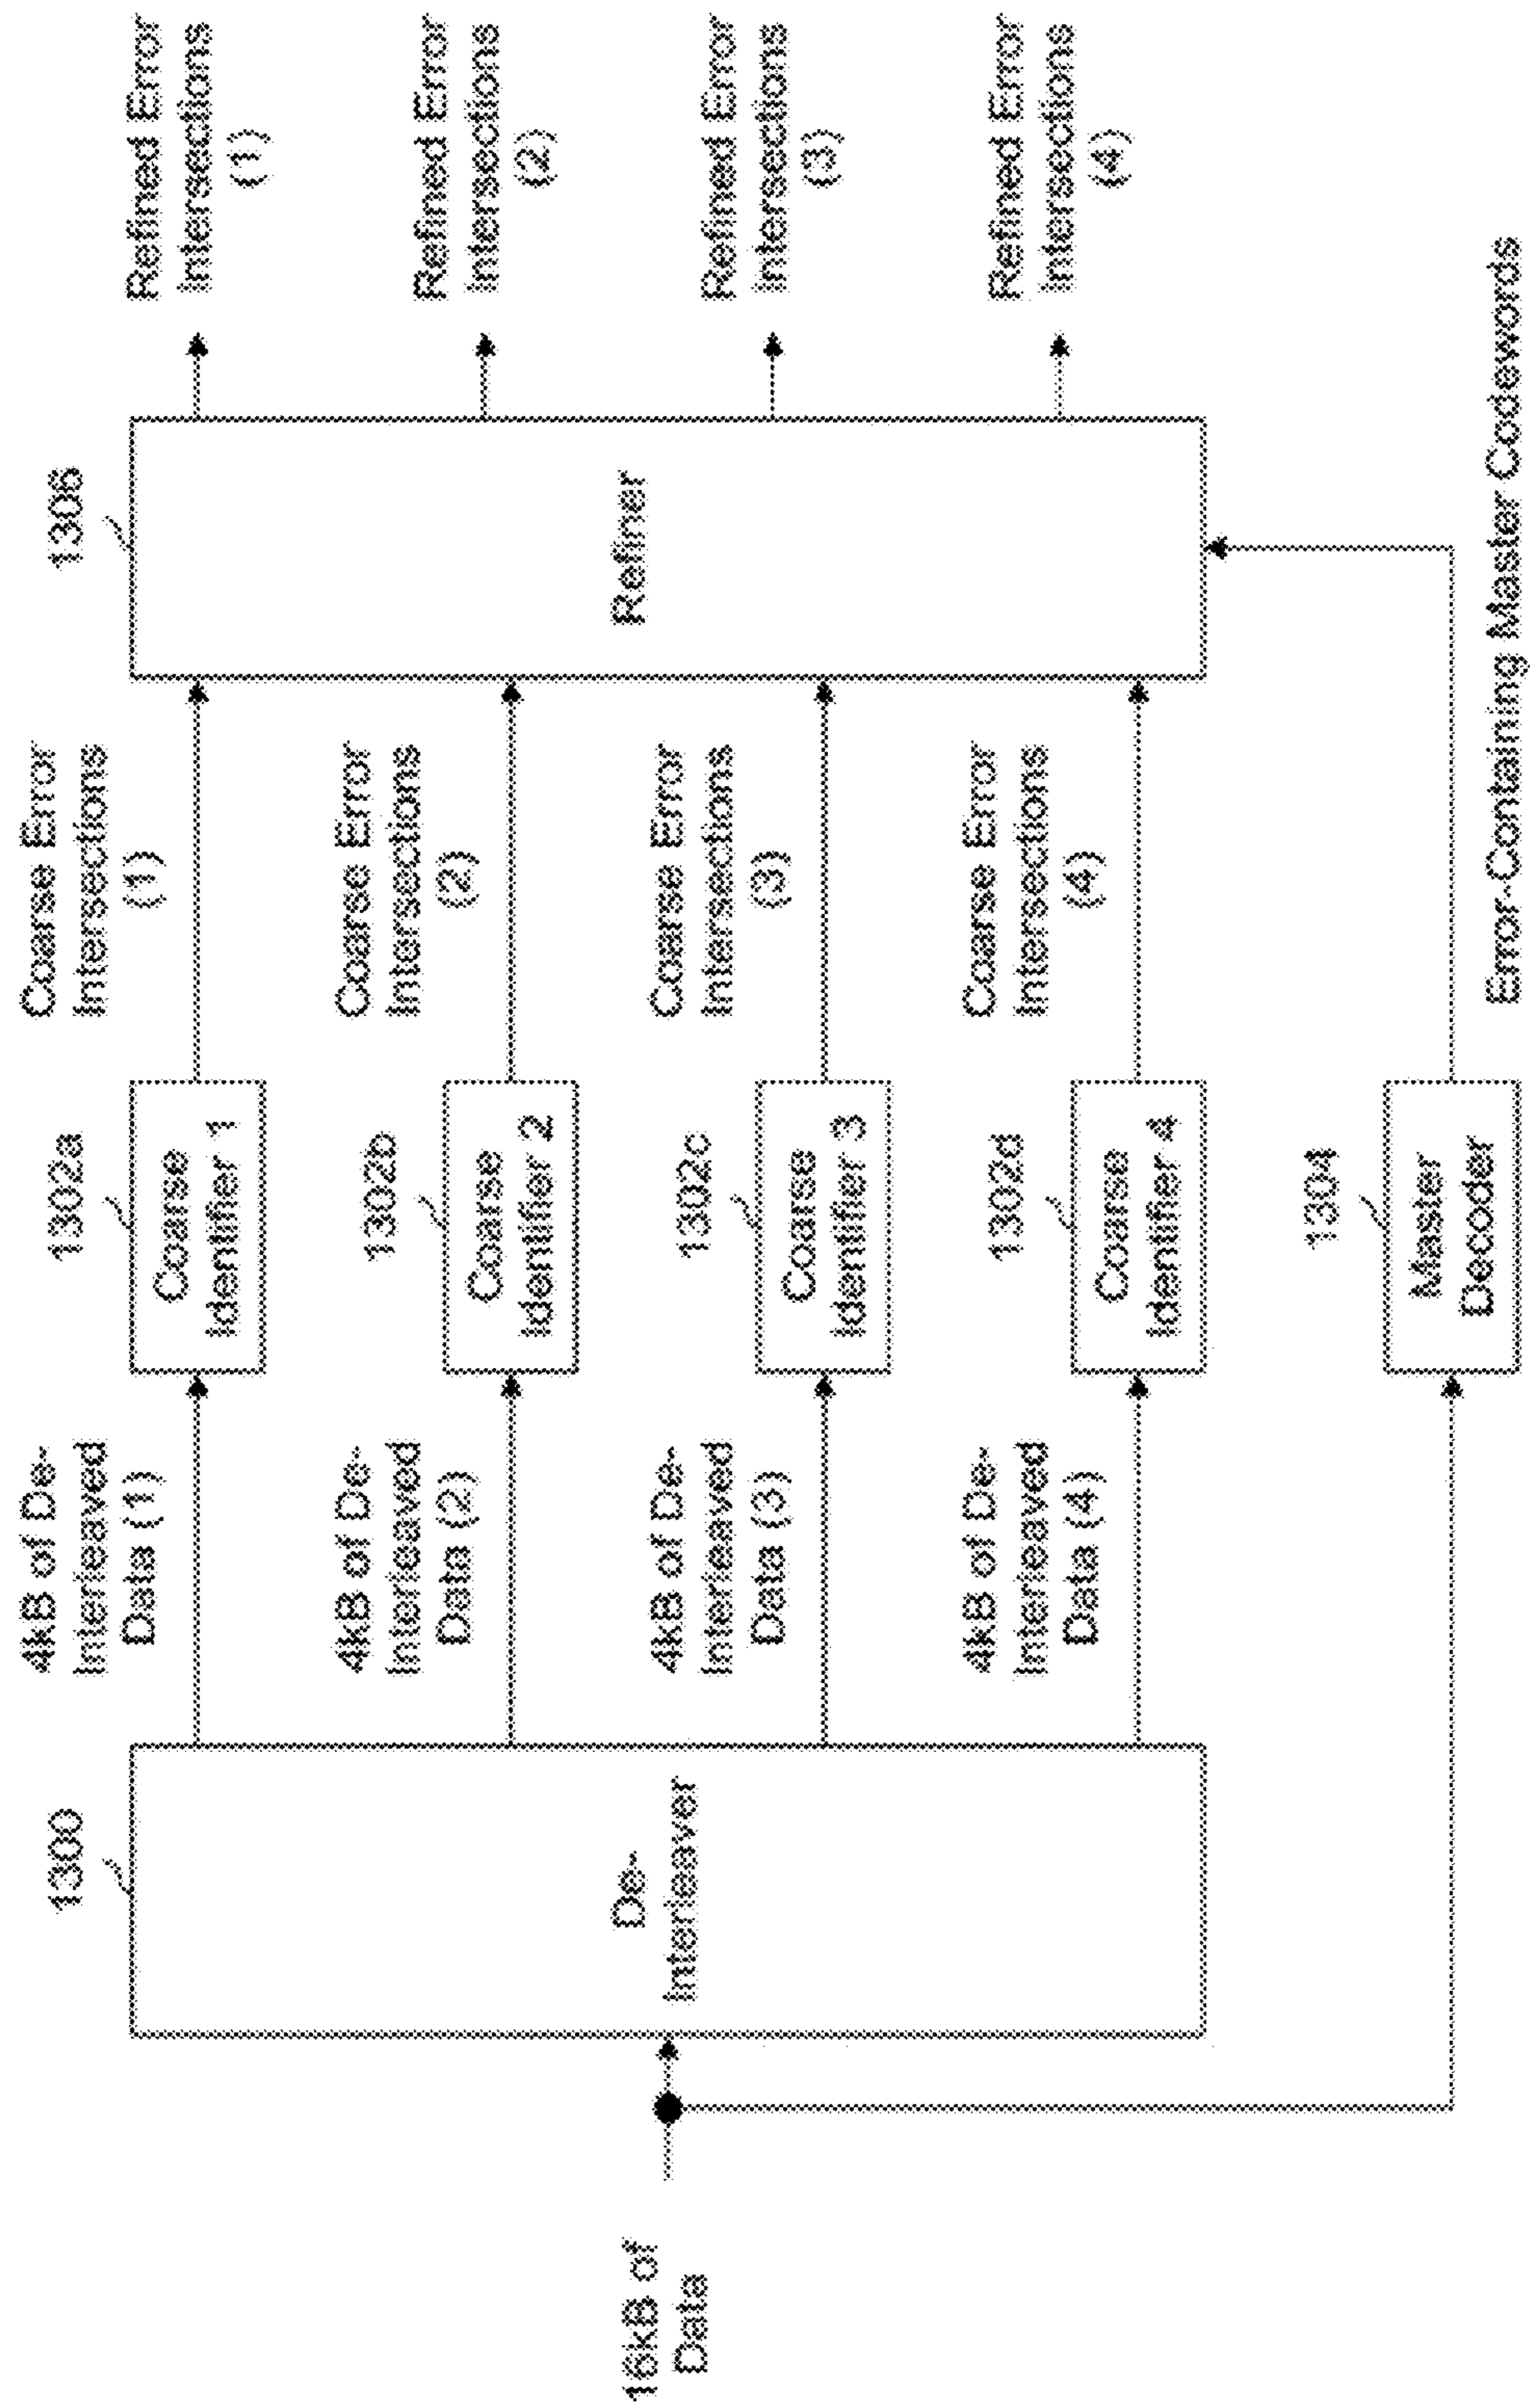 16kB of
Data
1300
De-
Interleaver
4kB of De-
Interleaved
Data (1)
4kB of De-
Interleaved
Data (2)
4kB of De-
Interleaved
Data (3)
4kB of De-
Interleaved
Data (4)
1302a
Coarse
Identifier 1
1302b
Coarse
Identifier 2
1302c
Coarse
Identifier 3
1302d
Coarse
Identifier 4
1304
Master
Decoder
Coarse Error
Intersections
(1)
Coarse Error
Intersections
(2)
Coarse Error
Intersections
(3)
Coarse Error
Intersections
(4)
Error-Containing Master Codewords
1306
Refiner
Refined Error
Intersections
(1)
Refined Error
Intersections
(2)
Refined Error
Intersections
(3)
Refined Error
Intersections
(4)